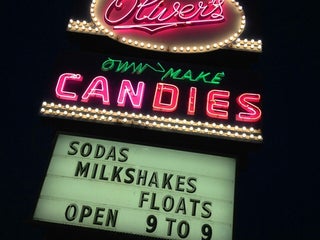 Oliver's
OWN MAKE
CANDIES
SODAS
MILKSHAKES
FLOATS
OPEN 9 TO 9